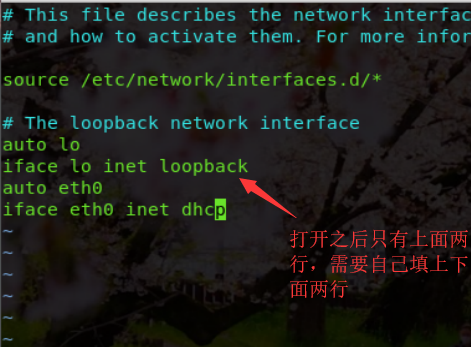 # This file describes the network interfac
# and how to activate them. For more infor
source /etc/network/interfaces.d/*
# The loopback network interface
auto lo
iface lo inet loopback
auto eth0
iface eth0 inet dhcp
~
~
~
~
~
~
打开之后只有上面两
行，需要自己填上下
面两行